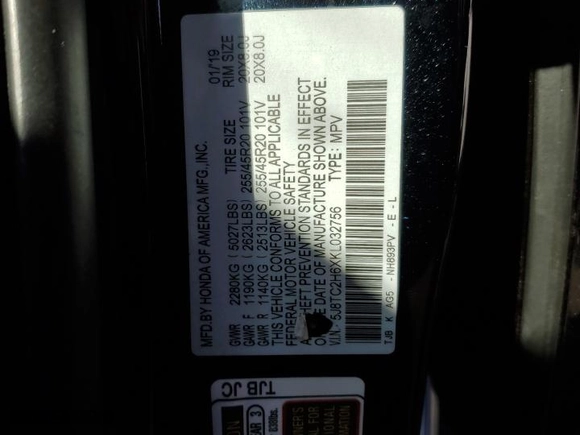 MFD.BY HONDA OF AMERICA MFG.,INC. 01/'19
TIRE SIZE RIM SIZE
GVWR 2280KG (5027LBS)
GAWR F 1190KG (2623LBS) 255/45R20 101V 20X8.0J
GAWR R 1140KG (2513LBS) 255/45R20 101V 20X8.0J
THIS VEHICLE CONFORMS TO ALL APPLICABLE
FEDERAL MOTOR VEHICLE SAFETY
THEFT PREVENTION STANDARDS IN EFFECT
DATE OF MANUFACTURE SHOWN ABOVE.
V.I.N.: 5J8TC2H6XKL032756 TYPE: MPV
TJB K AG5 -NH893PV -E -L
TJB JC
838lbs.